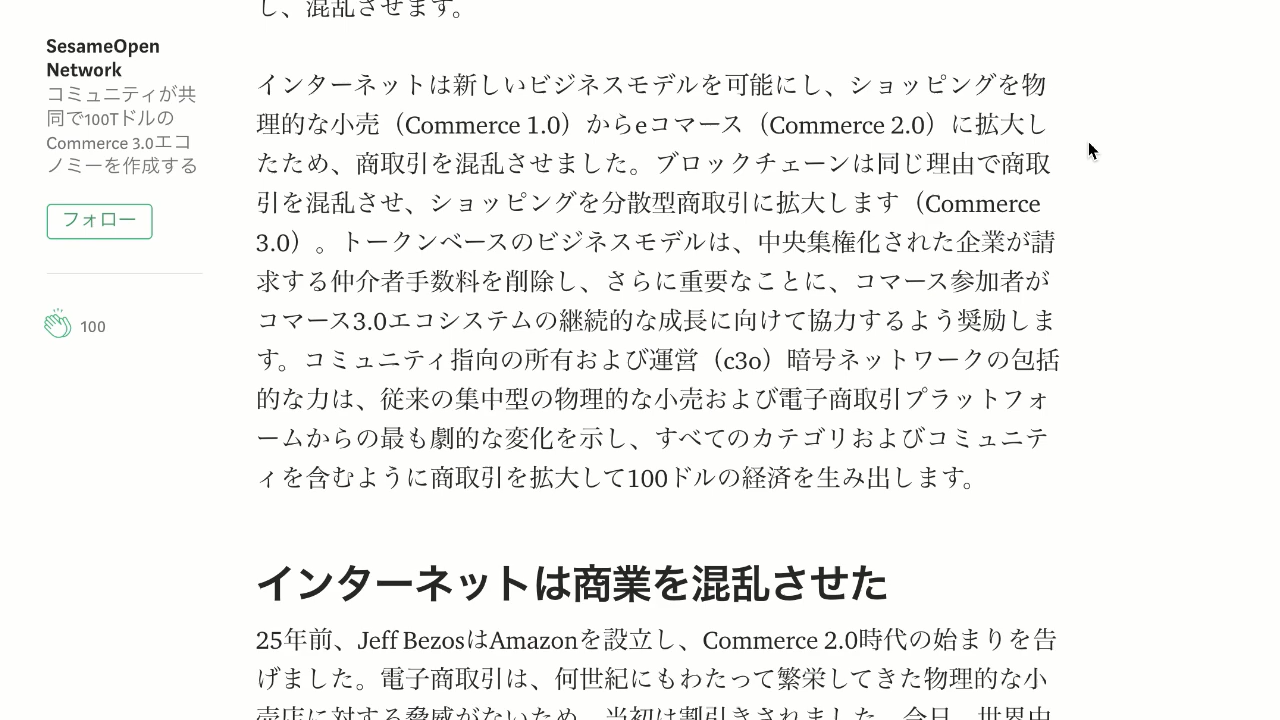 し、混乱させます。
SesameOpen
Network
コミュニティが共
同で100Tドルの
Commerce 3.0エコ
ノミーを作成する
フォロー
100
インターネットは新しいビジネスモデルを可能にし、ショッピングを物
理的な小売（Commerce 1.0）からeコマース（Commerce 2.0）に拡大し
たため、商取引を混乱させました。ブロックチェーンは同じ理由で商取
引を混乱させ、ショッピングを分散型商取引に拡大します（Commerce
3.0）。トークンベースのビジネスモデルは、中央集権化された企業が請
求する仲介者手数料を削除し、さらに重要なことに、コマース参加者が
コマース3.0エコシステムの継続的な成長に向けて協力するよう奨励しま
す。コミュニティ指向の所有および運営（c3o）暗号ネットワークの包括
的な力は、従来の集中型の物理的な小売および電子商取引プラットフォ
ームからの最も劇的な変化を示し、すべてのカテゴリおよびコミュニテ
ィを含むように商取引を拡大して100ドルの経済を生み出します。
インターネットは商業を混乱させた
25年前、Jeff BezosはAmazonを設立し、Commerce 2.0時代の始まりを告
げました。電子商取引は、何世紀にもわたって繁栄してきた物理的な小
売店に対する脅威がないため、当初は割引きされました。今日、世界中